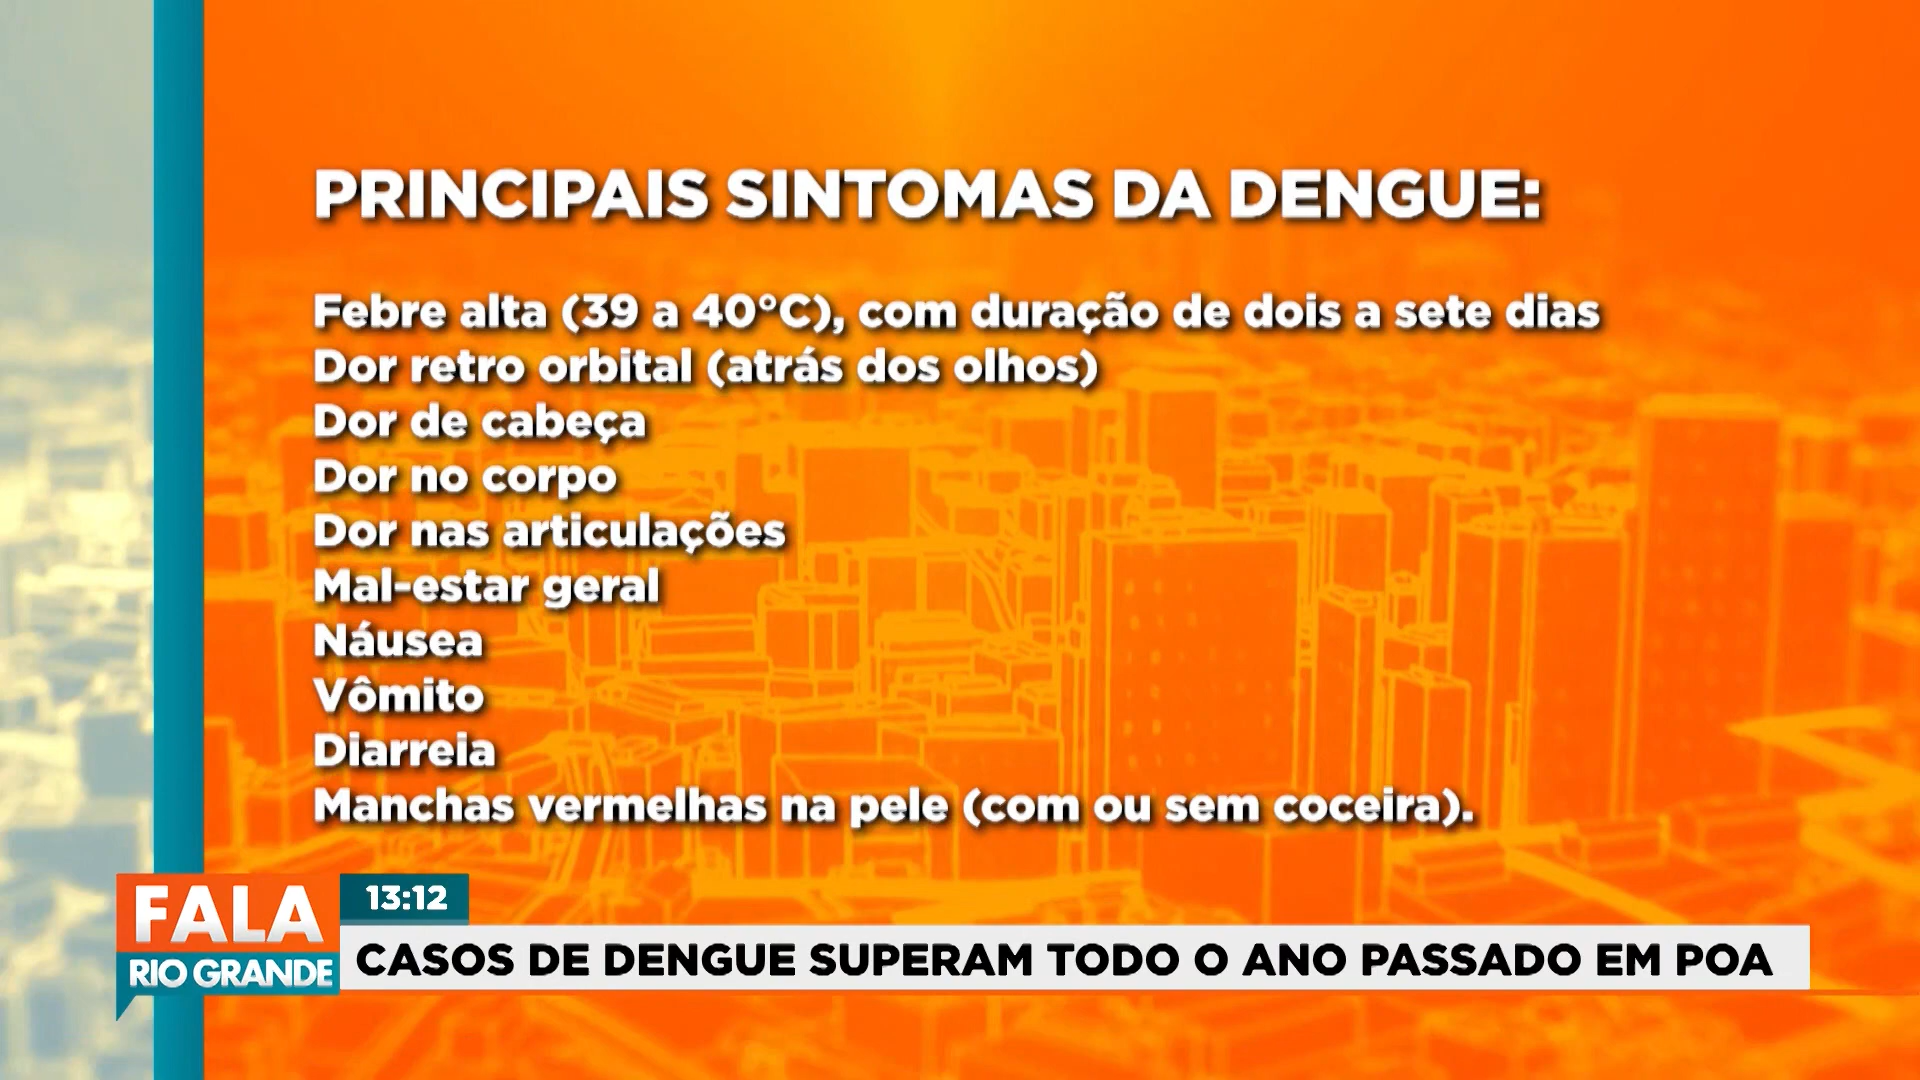 PRINCIPAIS SINTOMAS DA DENGUE:
Febre alta (39 a 40°C), com duração de dois a sete dias
Dor retro orbital (atrás dos olhos)
Dor de cabeça
Dor no corpo
Dor nas articulações
Mal-estar geral
Náusea
Vômito
Diarreia
Manchas vermelhas na pele (com ou sem coceira).
FALA
RIO GRANDE
13:12
CASOS DE DENGUE SUPERAM TODO O ANO PASSADO EM POA